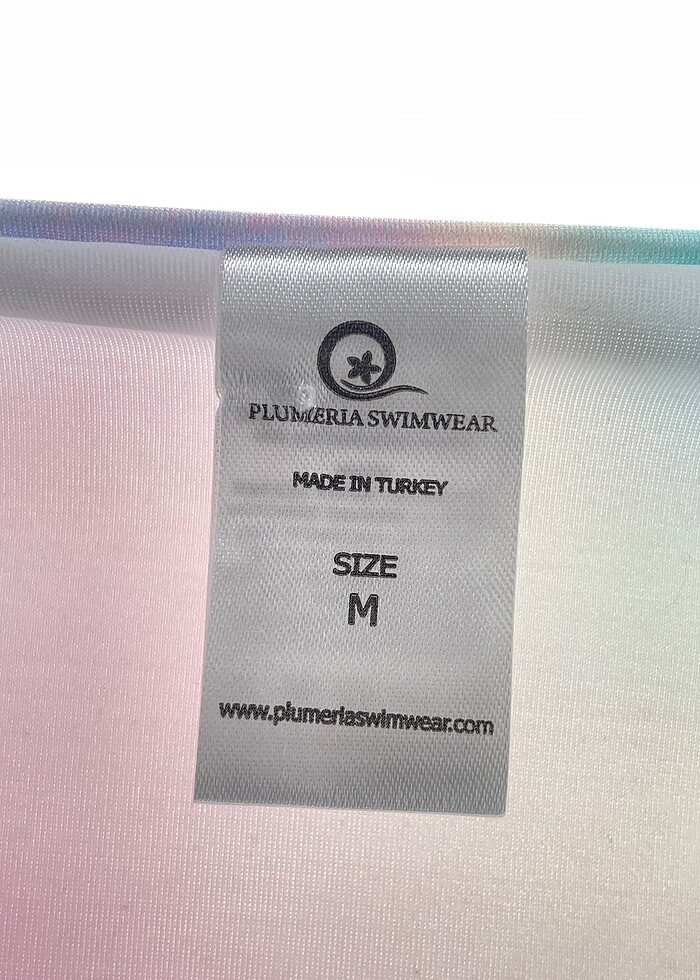 PLUMERIA SWIMWEAR
MADE IN TURKEY
SIZE
M
www.plumeriaswimwear.com